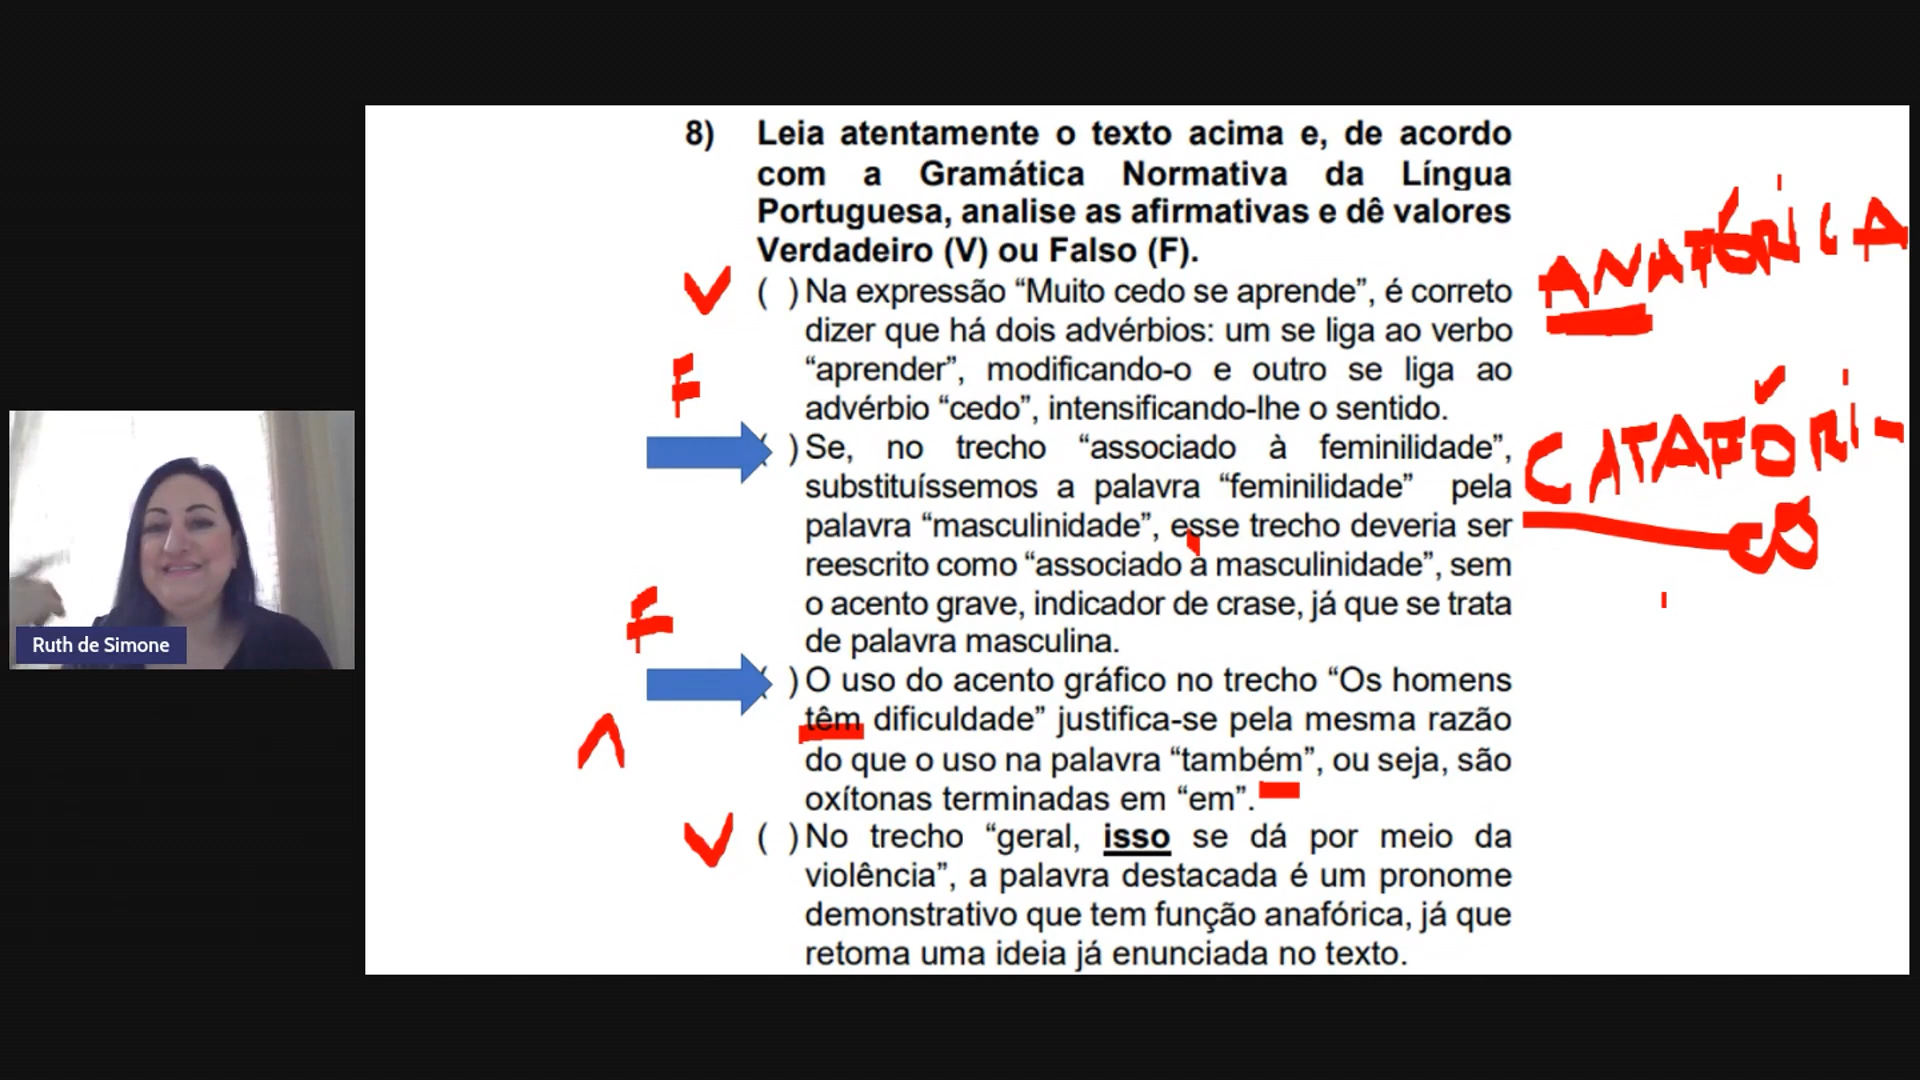 8) Leia atentamente o texto acima e, de acordo
com a Gramática Normativa da Língua
Portuguesa, analise as afirmativas e dê valores
Verdadeiro (V) ou Falso (F).
V ( ) Na expressão “Muito cedo se aprende”, é correto
dizer que há dois advérbios: um se liga ao verbo
“aprender”, modificando-o e outro se liga ao
advérbio “cedo”, intensificando-lhe o sentido.
F ( ) Se, no trecho “associado à feminilidade”,
substituíssemos a palavra “feminilidade” pela
palavra “masculinidade”, esse trecho deveria ser
reescrito como “associado a masculinidade”, sem
o acento grave, indicador de crase, já que se trata
de palavra masculina.
F ( ) O uso do acento gráfico no trecho “Os homens
têm dificuldade” justifica-se pela mesma razão
do que o uso na palavra “também”, ou seja, são
oxítonas terminadas em “em”.
^
V ( ) No trecho “geral, isso se dá por meio da
violência”, a palavra destacada é um pronome
demonstrativo que tem função anafórica, já que
retoma uma ideia já enunciada no texto.
ANAFÓRICA
CATAFÓRI-
CA
Ruth de Simone